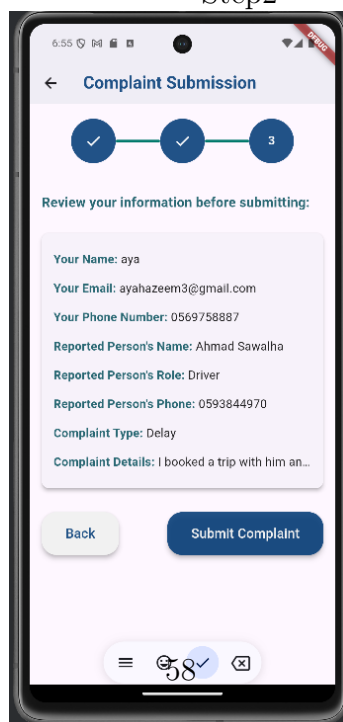 Step2
6:55
DEBUG
Complaint Submission
3
Review your information before submitting:
Your Name: aya
Your Email: ayahazeem3@gmail.com
Your Phone Number: 0569758887
Reported Person's Name: Ahmad Sawalha
Reported Person's Role: Driver
Reported Person's Phone: 0593844970
Complaint Type: Delay
Complaint Details: I booked a trip with him an...
Back
Submit Complaint
58